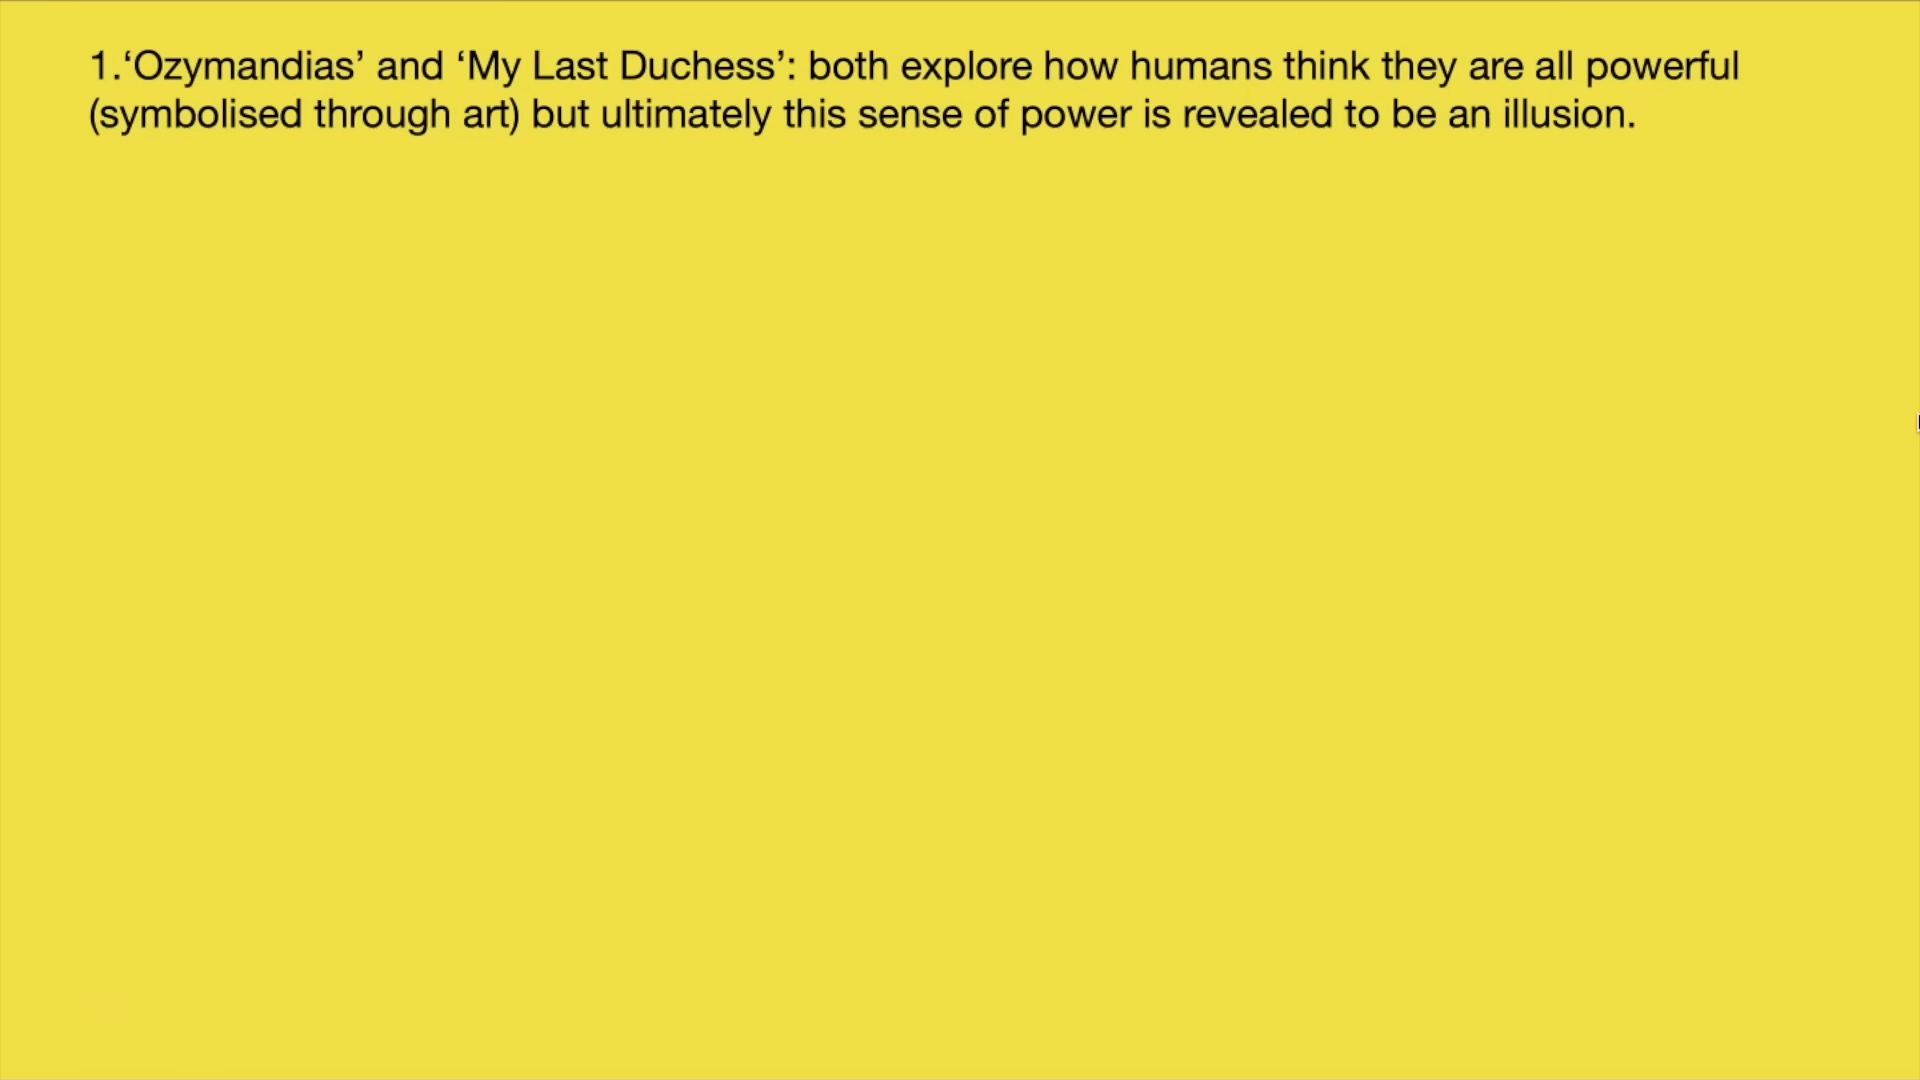 1.‘Ozymandias’ and ‘My Last Duchess’: both explore how humans think they are all powerful
(symbolised through art) but ultimately this sense of power is revealed to be an illusion.